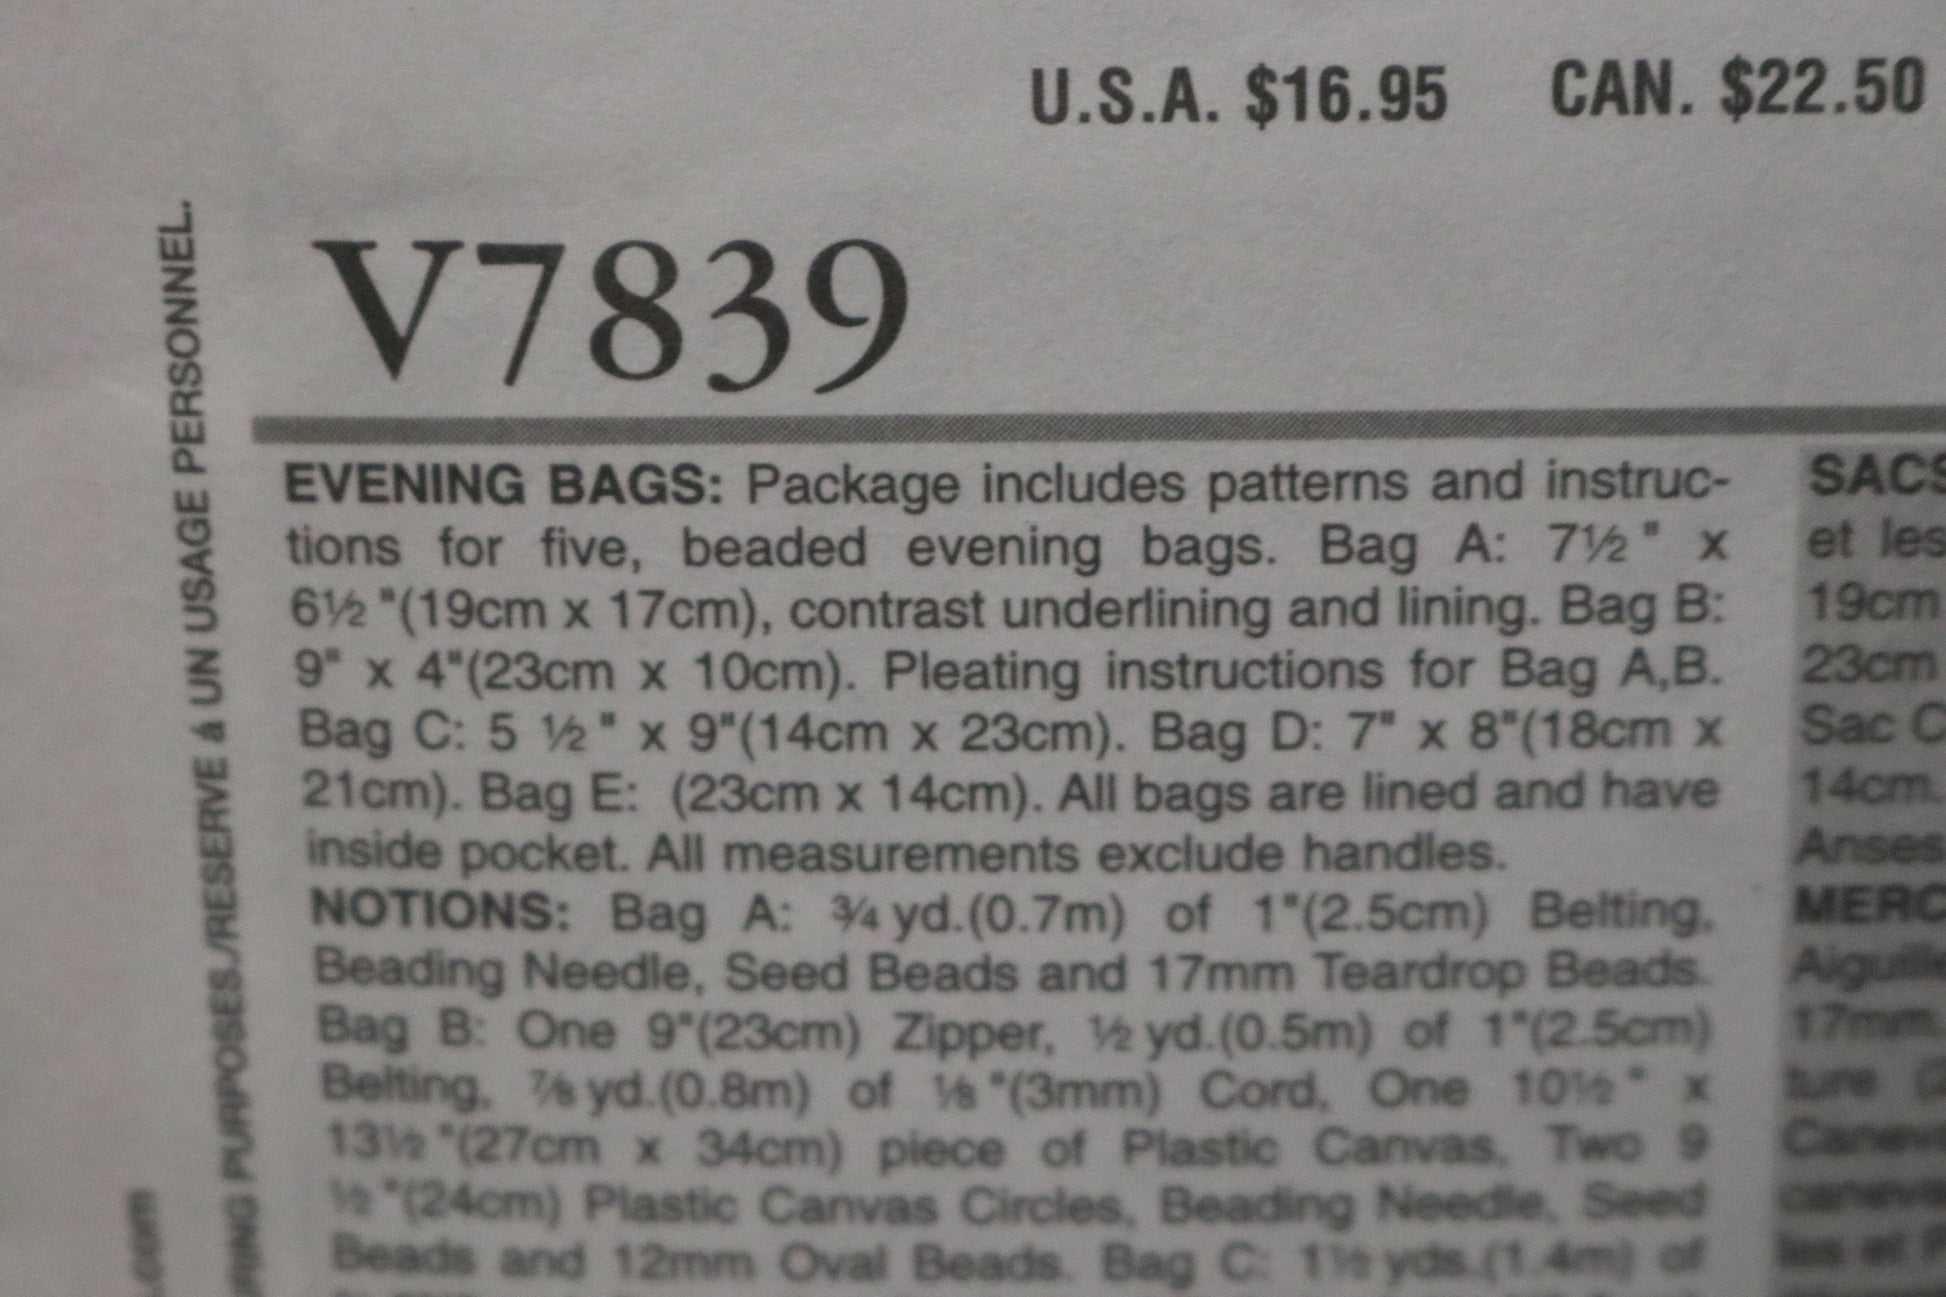 U.S.A. $16.95 CAN. $22.50
V7839
EVENING BAGS: Package includes patterns and instruc-
tions for five, beaded evening bags. Bag A: 7½" x
6½"(19cm x 17cm), contrast underlining and lining. Bag B:
9" x 4"(23cm x 10cm). Pleating instructions for Bag A,B.
Bag C: 5 ½" x 9"(14cm x 23cm). Bag D: 7" x 8"(18cm x
21cm). Bag E: (23cm x 14cm). All bags are lined and have
inside pocket. All measurements exclude handles.
NOTIONS: Bag A: ¾ yd.(0.7m) of 1"(2.5cm) Belting,
Beading Needle, Seed Beads and 17mm Teardrop Beads.
Bag B: One 9"(23cm) Zipper, ½ yd.(0.5m) of 1"(2.5cm)
Belting, ⅞ yd.(0.8m) of ⅛"(3mm) Cord, One 10½" x
13½"(27cm x 34cm) piece of Plastic Canvas, Two 9
½"(24cm) Plastic Canvas Circles, Beading Needle, Seed
Beads and 12mm Oval Beads. Bag C: 1½ yds.(1.4m) of
SACS
et les
19cm
23cm
Sac C
14cm.
Anses
MERC
17mm.
PURPOSES./RESERVE á UN USAGE PERSONNEL.
.com